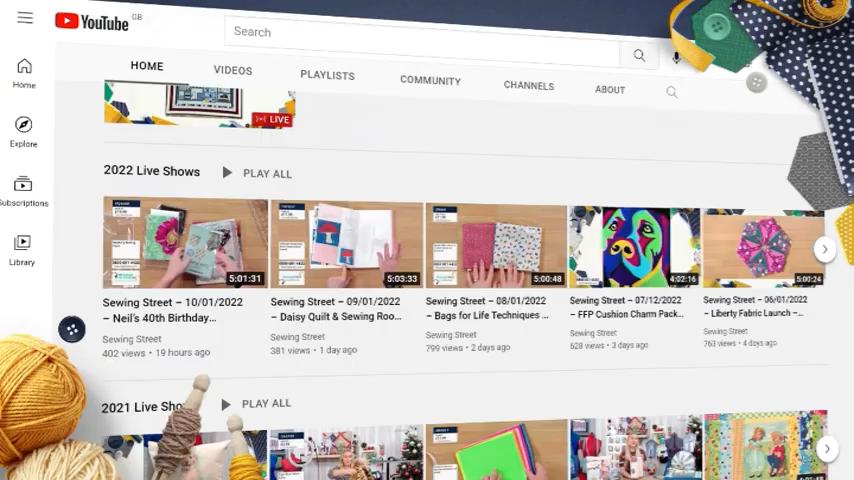 YouTube GB
Search
Home
Explore
Subscriptions
Library
HOME
VIDEOS
PLAYLISTS
COMMUNITY
CHANNELS
ABOUT
LIVE
2022 Live Shows
PLAY ALL
5:01:31
5:03:33
5:00:48
4:02:16
5:00:24
Sewing Street – 10/01/2022
– Neil's 40th Birthday...
Sewing Street
402 views • 19 hours ago
Sewing Street – 09/01/2022
– Daisy Quilt & Sewing Roo...
Sewing Street
381 views • 1 day ago
Sewing Street – 08/01/2022
– Bags for Life Techniques ...
Sewing Street
799 views • 2 days ago
Sewing Street – 07/12/2022
– FFP Cushion Charm Pack...
Sewing Street
628 views • 3 days ago
Sewing Street – 06/01/2022
– Liberty Fabric Launch –...
Sewing Street
763 views • 4 days ago
2021 Live Sho
PLAY ALL